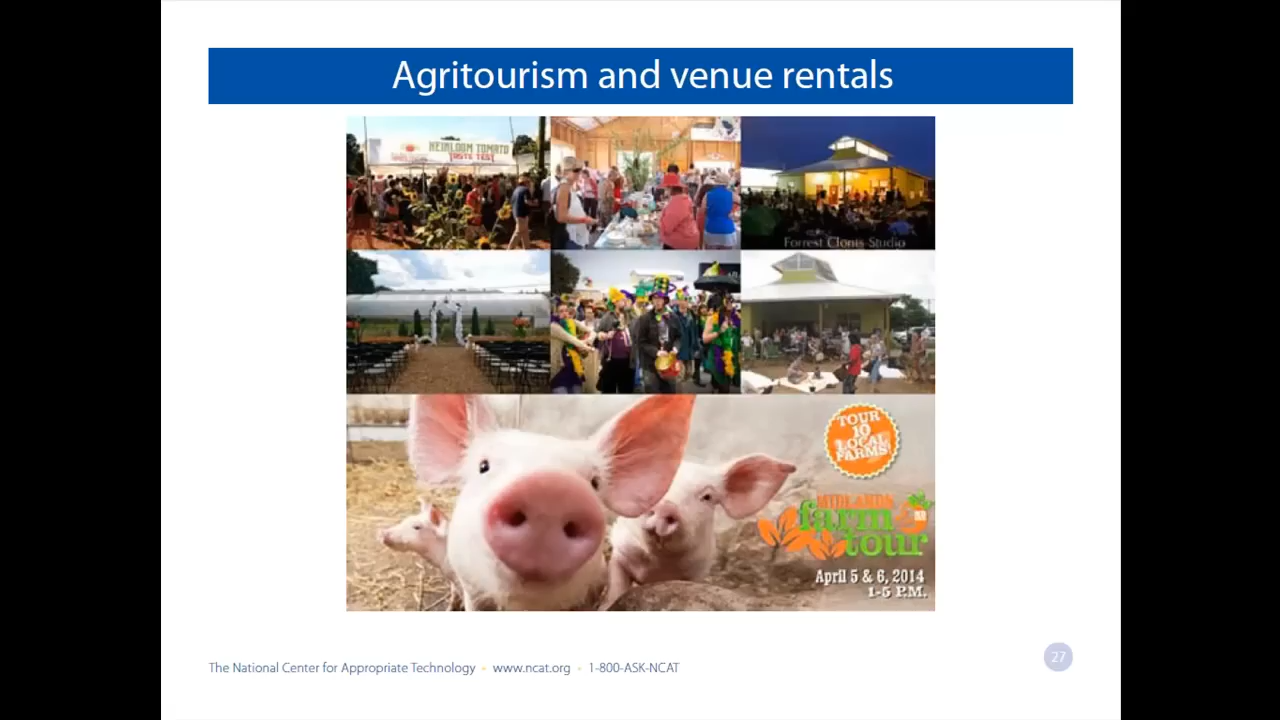 Agritourism and venue rentals
HEIRLOOM TOMATO
TASTE TEST
Forrest Clonts Studio
TOUR
10
LOCAL
FARMS!
MIDLANDS
farm
tour
April 5 & 6, 2014
1-5 P.M.
The National Center for Appropriate Technology • www.ncat.org • 1-800-ASK-NCAT
27